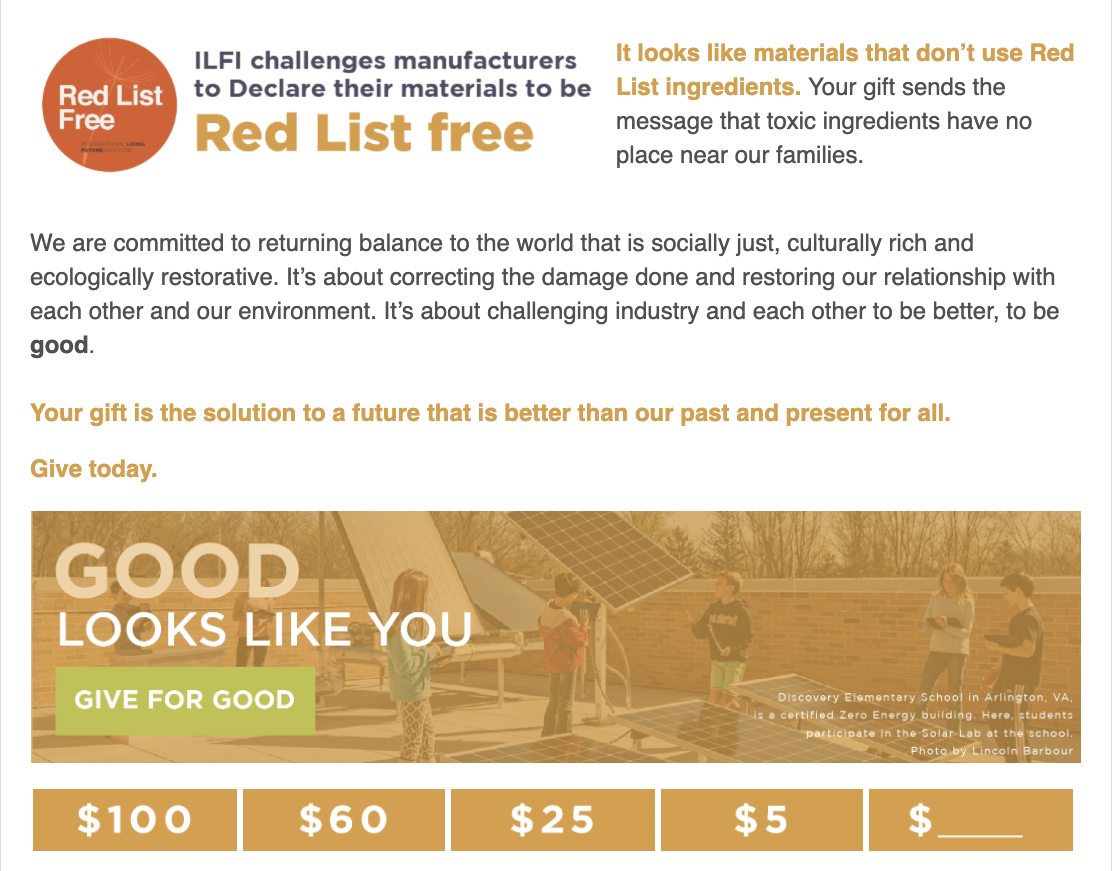 Red List
Free
INTERNATIONAL LIVING
FUTURE INSTITUTE
ILFI challenges manufacturers
to Declare their materials to be
Red List free
It looks like materials that don’t use Red
List ingredients. Your gift sends the
message that toxic ingredients have no
place near our families.
We are committed to returning balance to the world that is socially just, culturally rich and
ecologically restorative. It’s about correcting the damage done and restoring our relationship with
each other and our environment. It’s about challenging industry and each other to be better, to be
good.
Your gift is the solution to a future that is better than our past and present for all.
Give today.
GOOD
LOOKS LIKE YOU
GIVE FOR GOOD
Discovery Elementary School in Arlington, VA,
is a certified Zero Energy building. Here, students
participate in the Solar Lab at the school.
Photo by Lincoln Barbour
$100 $60 $25 $5 $____